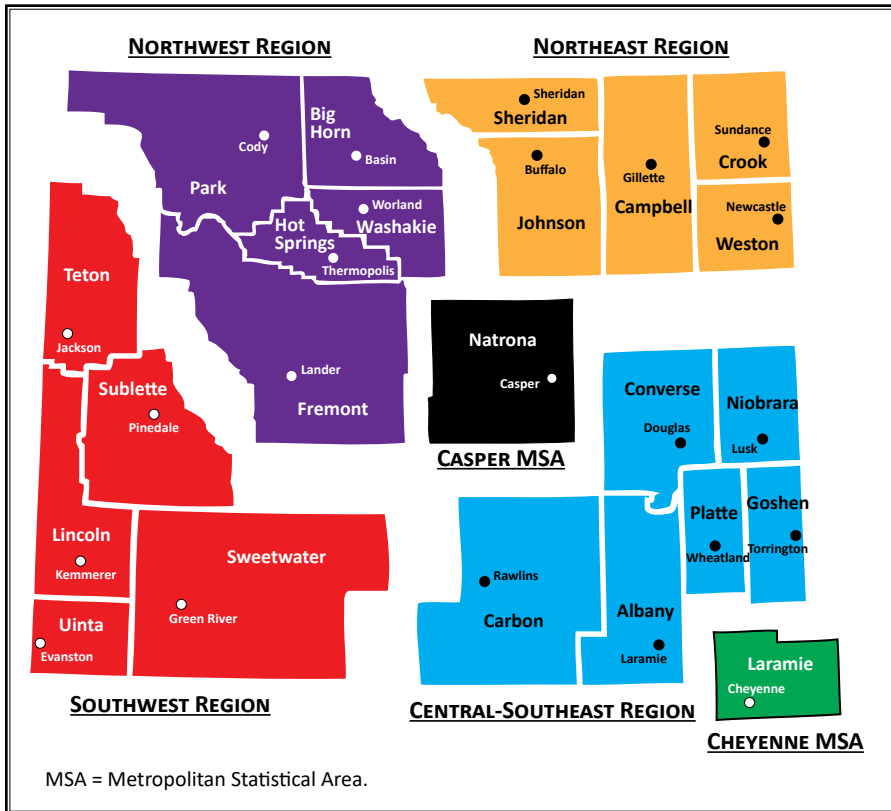 NORTHWEST REGION
NORTHEAST REGION
Park
Cody
Big
Horn
Basin
Worland
Washakie
Hot
Springs
Thermopolis
Lander
Fremont
Sheridan
Sheridan
Buffalo
Johnson
Gillette
Campbell
Sundance
Crook
Newcastle
Weston
Teton
Jackson
Sublette
Pinedale
Lincoln
Kemmerer
Sweetwater
Green River
Uinta
Evanston
SOUTHWEST REGION
Natrona
Casper
CASPER MSA
Converse
Douglas
Niobrara
Lusk
Platte
Wheatland
Goshen
Torrington
Rawlins
Carbon
Albany
Laramie
CENTRAL-SOUTHEAST REGION
Laramie
Cheyenne
CHEYENNE MSA
MSA = Metropolitan Statistical Area.